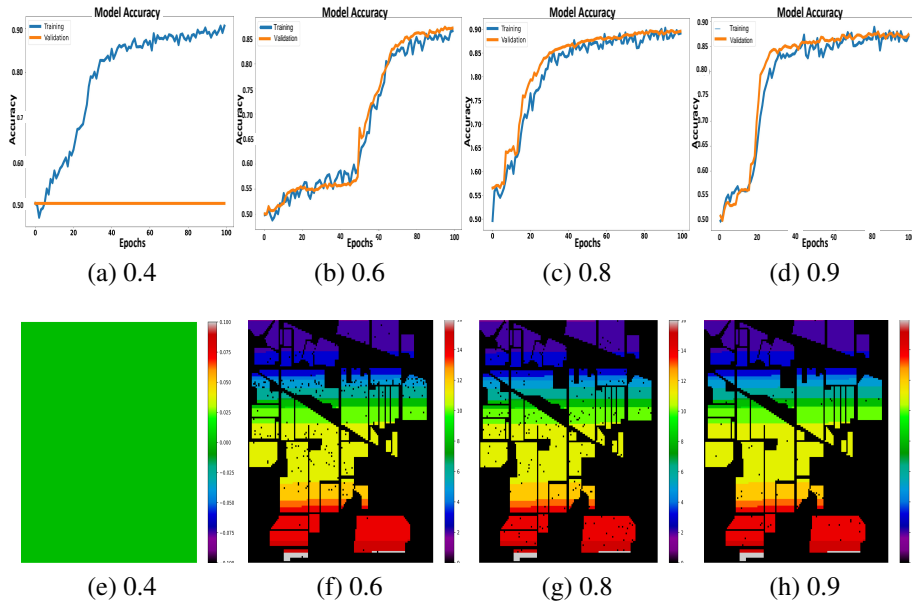 Model Accuracy
Training
Validation
0.90
0.80
0.7
0.60
0.50
Accuracy
0 20 40 60 80 100
Epochs
(a) 0.4
Model Accuracy
Training
Validation
0.85
0.80
0.75
0.70
0.65
0.60
0.55
0.50
Accuracy
0 20 40 60 80 100
Epochs
(b) 0.6
Model Accuracy
Training
Validation
0.90
0.85
0.80
0.75
0.70
0.65
0.60
0.55
0.50
Accuracy
0 20 40 60 80 100
Epochs
(c) 0.8
Model Accuracy
Training
Validation
0.90
0.85
0.80
0.75
0.70
0.65
0.60
0.55
0.50
Accuracy
0 20 40 60 80 100
Epochs
(d) 0.9
0.100
0.075
0.050
0.025
0.000
−0.025
−0.050
−0.075
−0.100
(e) 0.4
14
12
10
8
6
4
2
0
(f) 0.6
14
12
10
8
6
4
2
0
(g) 0.8
(h) 0.9